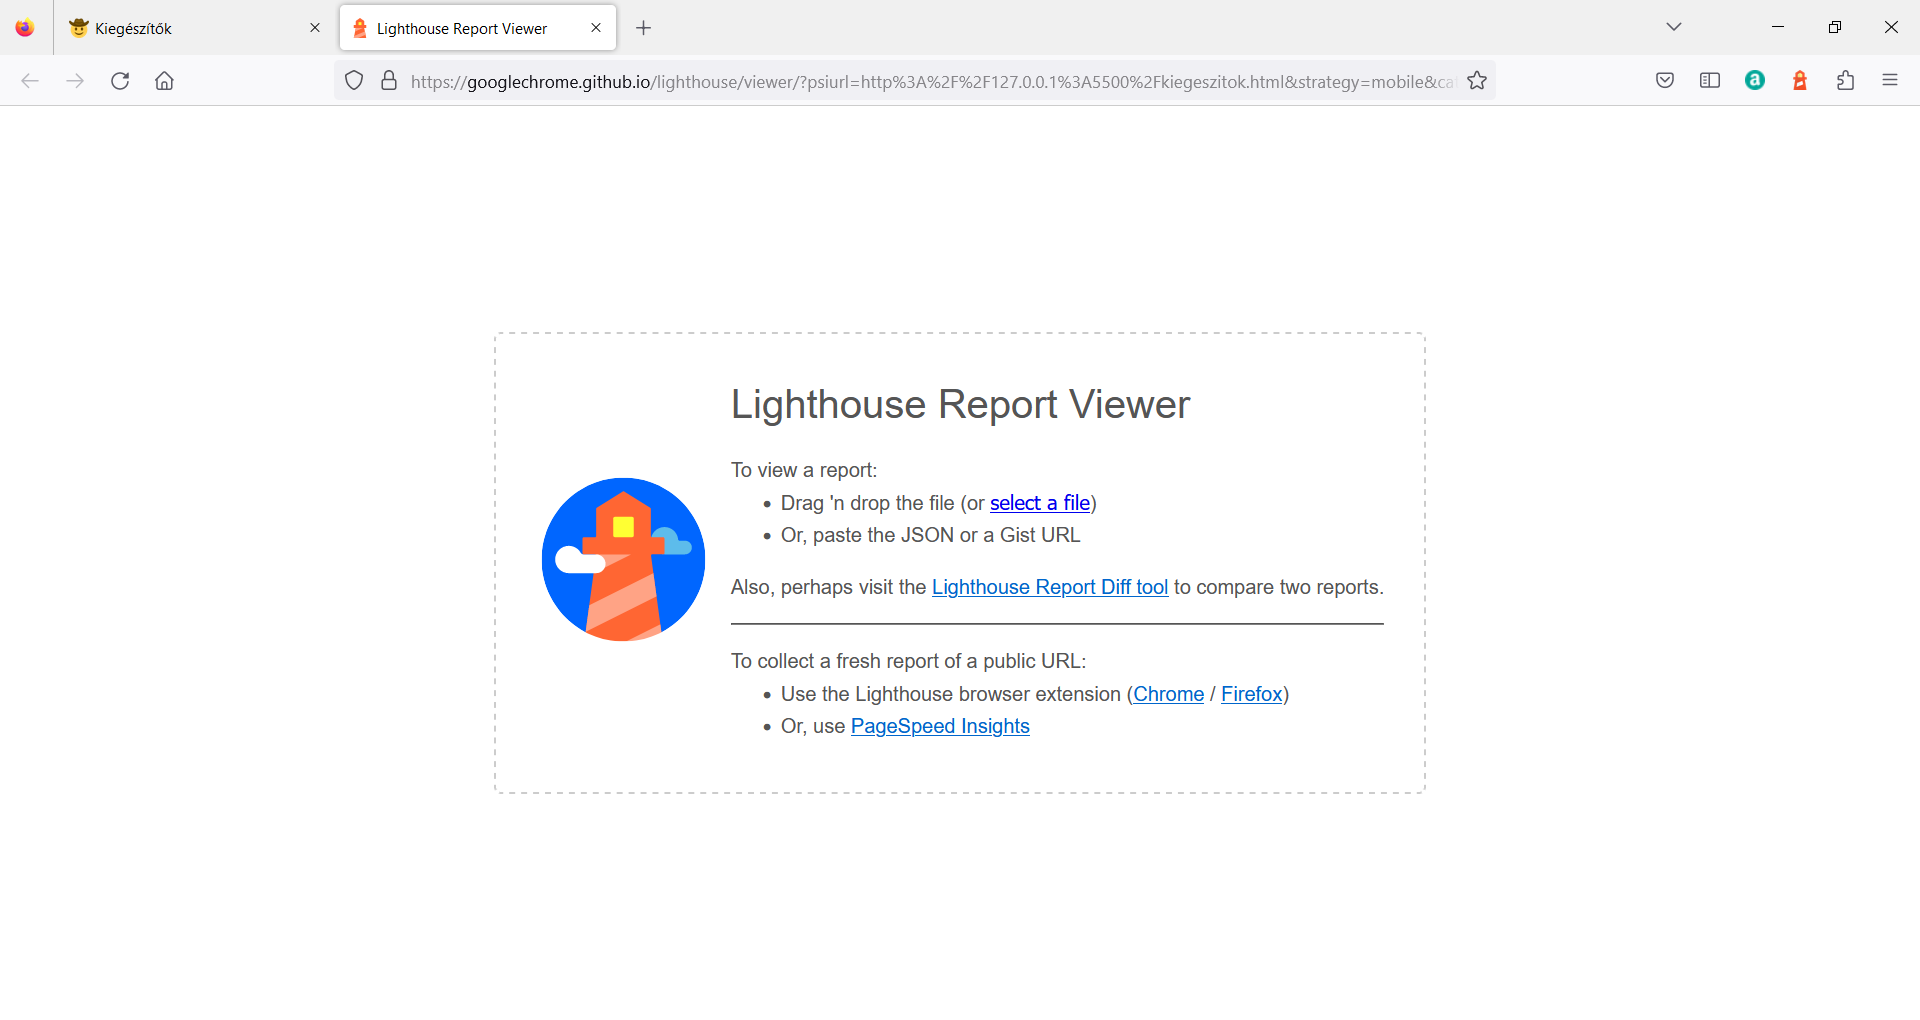 Kiegészítők
Lighthouse Report Viewer
https://googlechrome.github.io/lighthouse/viewer/?psiurl=http%3A%2F%2F127.0.0.1%3A5500%2Fkiegeszitok.html&strategy=mobile&ca
Lighthouse Report Viewer
To view a report:
• Drag 'n drop the file (or select a file)
• Or, paste the JSON or a Gist URL
Also, perhaps visit the Lighthouse Report Diff tool to compare two reports.
To collect a fresh report of a public URL:
• Use the Lighthouse browser extension (Chrome / Firefox)
• Or, use PageSpeed Insights